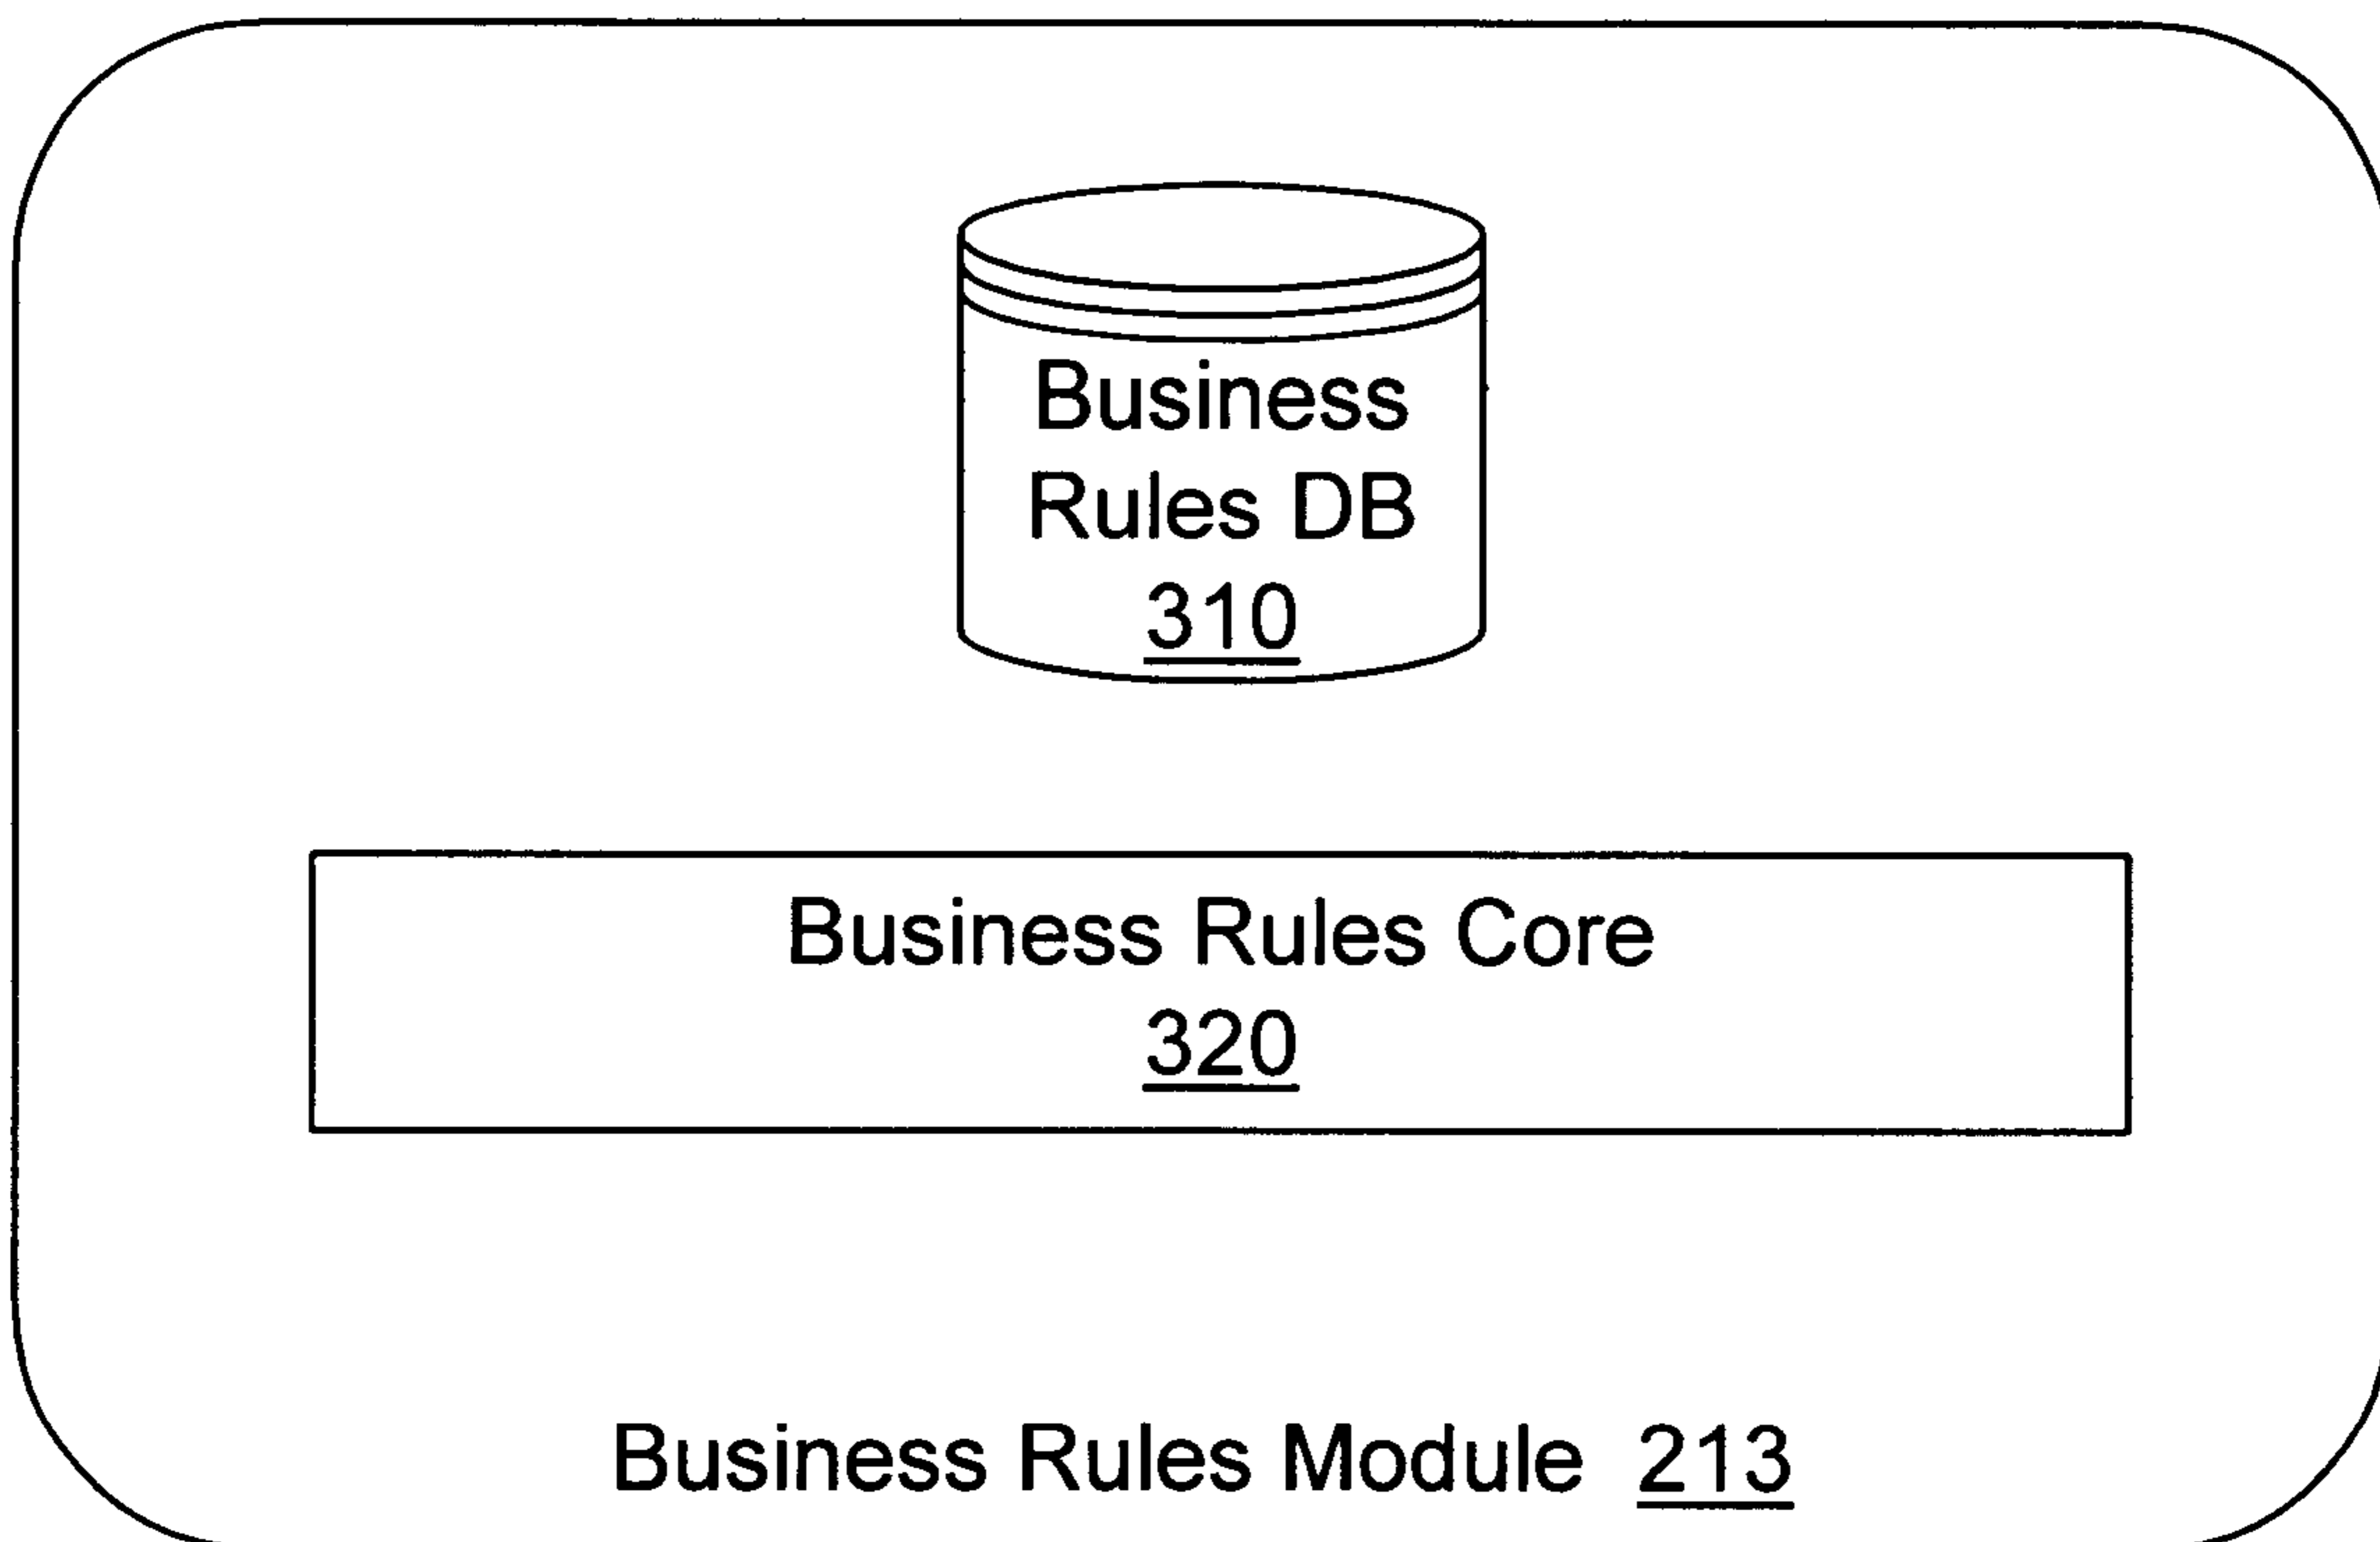 Business
Rules DB
310
Business Rules Core
320
Business Rules Module 213